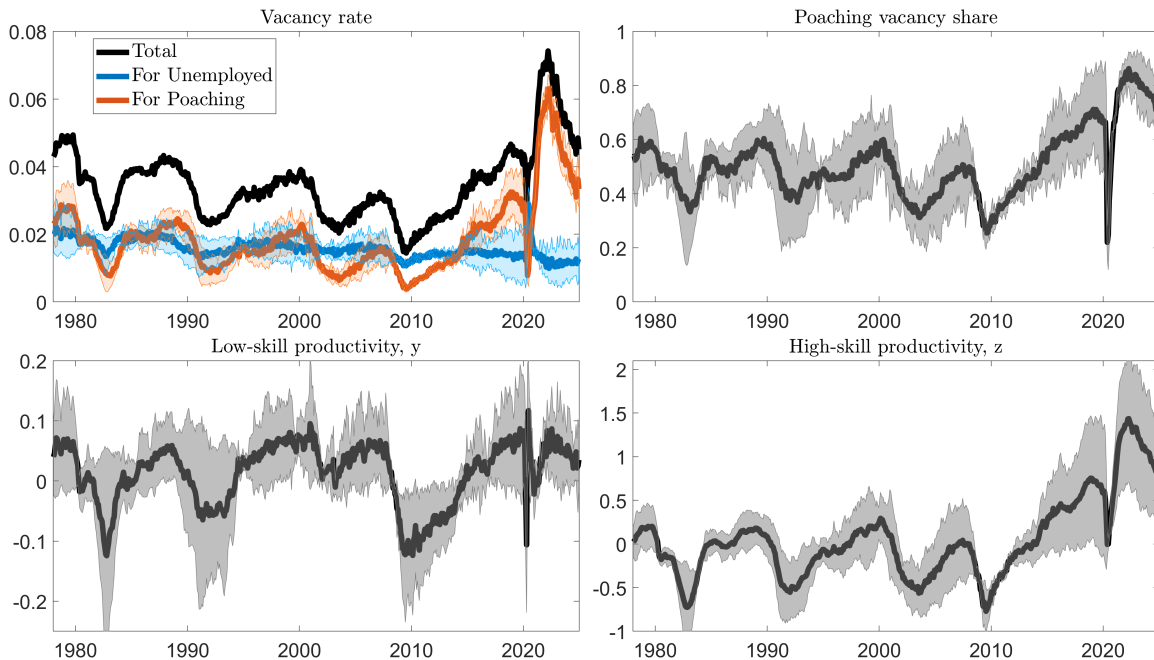 Vacancy rate
0.08
0.06
0.04
0.02
0
Total
For Unemployed
For Poaching
1980 1990 2000 2010 2020
Poaching vacancy share
1
0.8
0.6
0.4
0.2
0
1980 1990 2000 2010 2020
Low-skill productivity, y
0.2
0.1
0
-0.1
-0.2
1980 1990 2000 2010 2020
High-skill productivity, z
2
1.5
1
0.5
0
-0.5
-1
1980 1990 2000 2010 2020